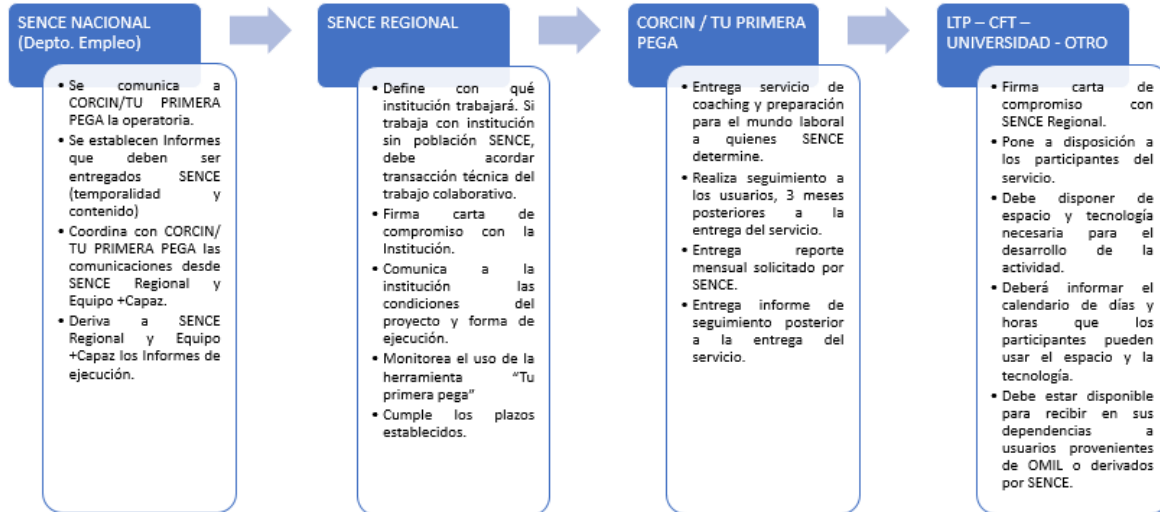 SENCE NACIONAL
(Depto. Empleo)
• Se comunica a
CORCIN/TU PRIMERA
PEGA la operatoria.
• Se establecen Informes
que deben ser
entregados SENCE
(temporalidad y
contenido)
• Coordina con CORCIN/
TU PRIMERA PEGA las
comunicaciones desde
SENCE Regional y
Equipo +Capaz.
• Deriva a SENCE
Regional y Equipo
+Capaz los Informes de
ejecución.
SENCE REGIONAL
• Define con qué
institución trabajará. Si
trabaja con institución
sin población SENCE,
debe acordar
transacción técnica del
trabajo colaborativo.
• Firma carta de
compromiso con la
Institución.
• Comunica a la
institución las
condiciones del
proyecto y forma de
ejecución.
• Monitorea el uso de la
herramienta “Tu
primera pega”
• Cumple los plazos
establecidos.
CORCIN / TU PRIMERA
PEGA
• Entrega servicio de
coaching y preparación
para el mundo laboral
a quienes SENCE
determine.
• Realiza seguimiento a
los usuarios, 3 meses
posteriores a la
entrega del servicio.
• Entrega reporte
mensual solicitado por
SENCE.
• Entrega informe de
seguimiento posterior
a la entrega del
servicio.
LTP – CFT –
UNIVERSIDAD - OTRO
• Firma carta de
compromiso con
SENCE Regional.
• Pone a disposición a
los participantes del
servicio.
• Debe disponer de
espacio y tecnología
necesaria para el
desarrollo de la
actividad.
• Deberá informar el
calendario de días y
horas que los
participantes pueden
usar el espacio y la
tecnología.
• Debe estar disponible
para recibir en sus
dependencias a
usuarios provenientes
de OMIL o derivados
por SENCE.